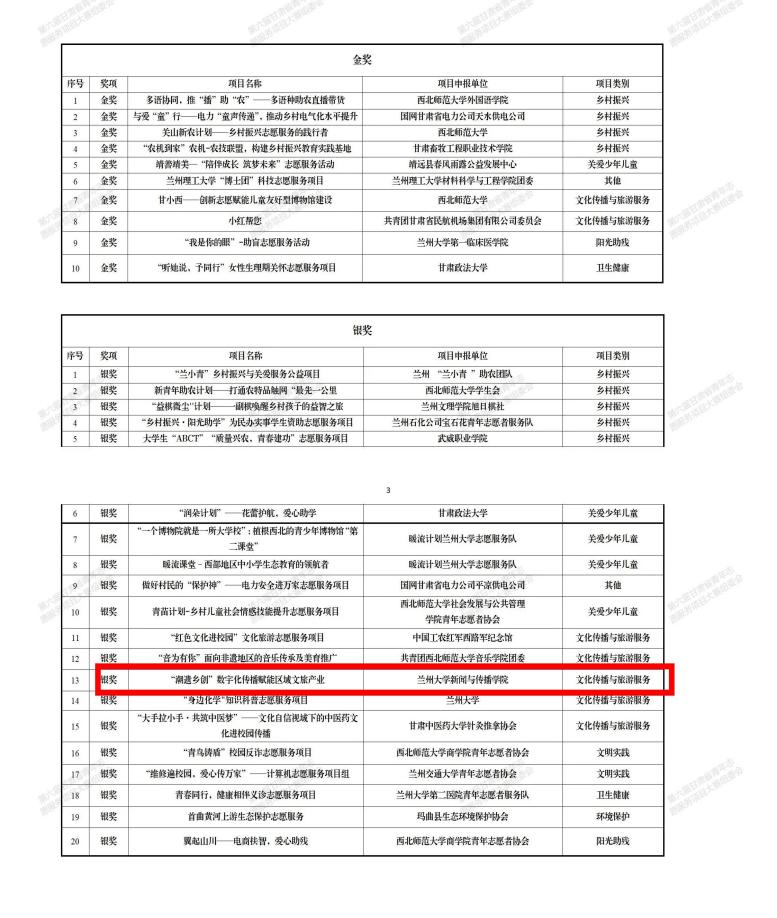 金奖
序号 奖项 项目名称 项目申报单位 项目类别
1 金奖 多语协同，推“播”助“农”——多语种助农直播带货 西北师范大学外国语学院 乡村振兴
2 金奖 与爱“童”行——电力“童声传递”，推动乡村电气化水平提升 国网甘肃省电力公司天水供电公司 乡村振兴
3 金奖 关山新农计划——乡村振兴志愿服务的践行者 西北师范大学 乡村振兴
4 金奖 “农机到家”农机-农技联盟，构建乡村振兴教育实践基地 甘肃畜牧工程职业技术学院 乡村振兴
5 金奖 靖善靖美—“陪伴成长 筑梦未来”志愿服务活动 靖远县春风雨露公益发展中心 关爱少年儿童
6 金奖 兰州理工大学“博士团”科技志愿服务项目 兰州理工大学材料科学与工程学院团委 其他
7 金奖 甘小西——创新志愿赋能儿童友好型博物馆建设 西北师范大学 文化传播与旅游服务
8 金奖 小红帮您 共青团甘肃省民航机场集团有限公司委员会 文化传播与旅游服务
9 金奖 “我是你的眼”-助盲志愿服务活动 兰州大学第一临床医学院 阳光助残
10 金奖 “听她说、予同行”女性生理期关怀志愿服务项目 甘肃政法大学 卫生健康
银奖
序号 奖项 项目名称 项目申报单位 项目类别
1 银奖 “兰小青”乡村振兴与关爱服务公益项目 兰州 “兰小青 ”助农团队 乡村振兴
2 银奖 新青年助农计划——打通农特品触网“最先一公里 西北师范大学学生会 乡村振兴
3 银奖 “益棋微尘”计划——一副棋唤醒乡村孩子的益智之旅 兰州文理学院旭日棋社 乡村振兴
4 银奖 “乡村振兴·阳光助学”为民办实事学生资助志愿服务项目 兰州石化公司宝石花青年志愿者服务队 乡村振兴
5 银奖 大学生“ABCT” “质量兴农、青春建功”志愿服务项目 武威职业学院 乡村振兴
3
6 银奖 “润朵计划”——花蕾护航，爱心助学 甘肃政法大学 关爱少年儿童
7 银奖 “一个博物院就是一所大学校”：植根西北的青少年博物馆“第
二课堂” 暖流计划兰州大学志愿服务队 关爱少年儿童
8 银奖 暖流课堂–西部地区中小学生态教育的领航者 暖流计划兰州大学志愿服务队 关爱少年儿童
9 银奖 做好村民的“保护神”——电力安全进万家志愿服务项目 国网甘肃省电力公司平凉供电公司 其他
10 银奖 青苗计划-乡村儿童社会情感技能提升志愿服务项目 西北师范大学社会发展与公共管理
学院青年志愿者协会 关爱少年儿童
11 银奖 “红色文化进校园”文化旅游志愿服务项目 中国工农红军西路军纪念馆 文化传播与旅游服务
12 银奖 “音为有你”面向非遗地区的音乐传承及美育推广 共青团西北师范大学音乐学院团委 文化传播与旅游服务
13 银奖 “潮进乡创”数字化传播赋能区域文旅产业 兰州大学新闻与传播学院 文化传播与旅游服务
14 银奖 “身边化学”知识科普志愿服务项目 兰州大学 文化传播与旅游服务
15 银奖 “大手拉小手·共筑中医梦”——文化自信视域下的中医药文
化进校园传播 甘肃中医药大学针灸推拿协会 文化传播与旅游服务
16 银奖 “青鸟铸盾”校园反诈志愿服务项目 西北师范大学商学院青年志愿者协会 文明实践
17 银奖 “维修遍校园，爱心传万家”——计算机志愿服务项目组 兰州交通大学青年志愿者协会 文明实践
18 银奖 青春同行，健康相伴义诊志愿服务项目 兰州大学第二医院青年志愿者服务队 卫生健康
19 银奖 首曲黄河上游生态保护志愿服务 玛曲县生态环境保护协会 环境保护
20 银奖 翼起山川——电商扶智，爱心助残 西北师范大学商学院青年志愿者协会 阳光助残